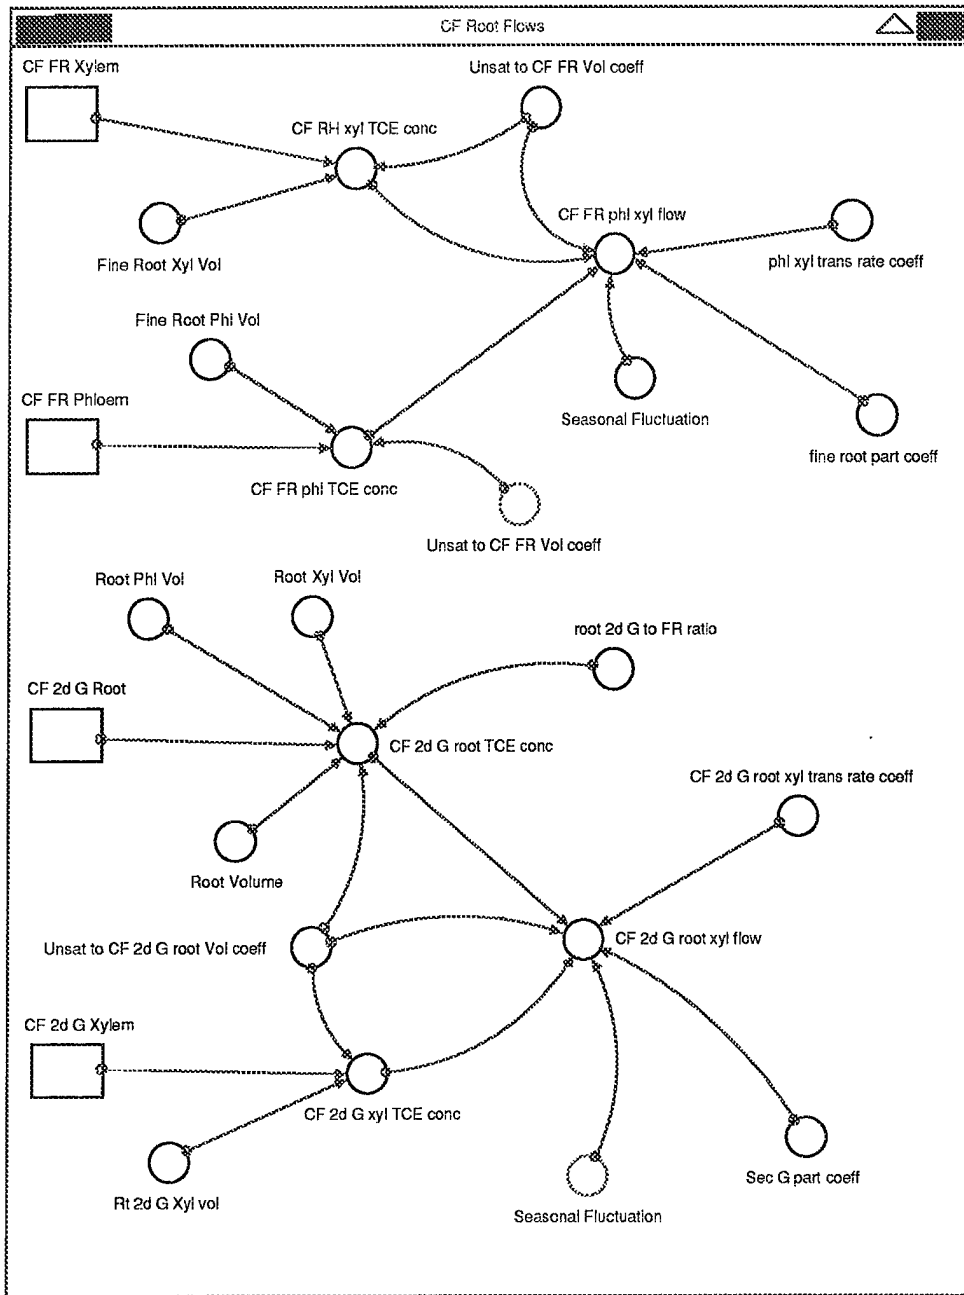 CF Root Flows
CF FR Xylem
Unsat to CF FR Vol coeff
CF RH xyl TCE conc
CF FR phl xyl flow
Fine Root Xyl Vol
phl xyl trans rate coeff
Fine Root Phl Vol
CF FR Phloem
Seasonal Fluctuation
fine root part coeff
CF FR phl TCE conc
Unsat to CF FR Vol coeff
Root Phl Vol
Root Xyl Vol
root 2d G to FR ratio
CF 2d G Root
CF 2d G root TCE conc
CF 2d G root xyl trans rate coeff
Root Volume
Unsat to CF 2d G root Vol coeff
CF 2d G root xyl flow
CF 2d G Xylem
CF 2d G xyl TCE conc
Sec G part coeff
Rt 2d G Xyl vol
Seasonal Fluctuation